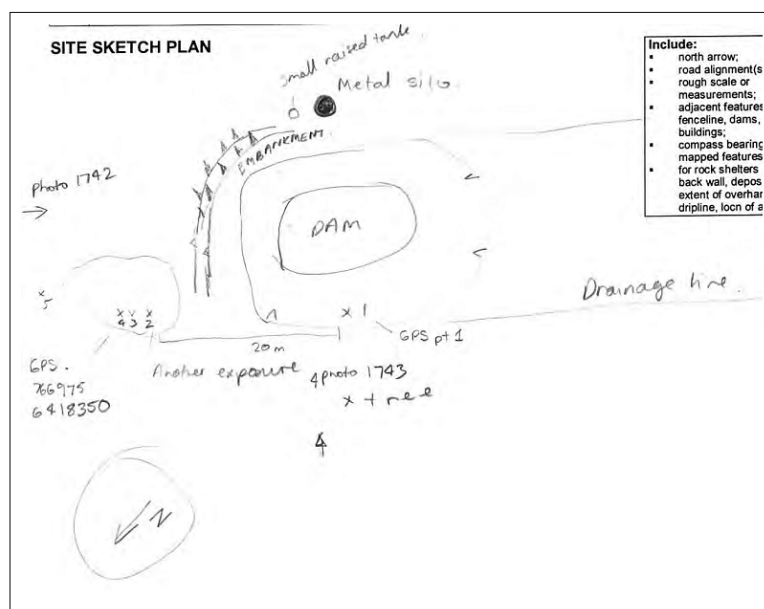 SITE SKETCH PLAN
small raised tank.
Metal silo.
EMBANKMENT
Include:
north arrow;
road alignment(s
rough scale or
measurements;
adjacent features
fenceline, dams,
buildings;
compass bearing
mapped features
for rock shelters
back wall, depos
extent of overhar
dripline, locn of a
photo 1742
DAM
Drainage line.
x 5
x x x
4 3 2
x 1
GPS pt 1
20m
GPS.
766975
6418350
Another exposure
photo 1743
x tree
N